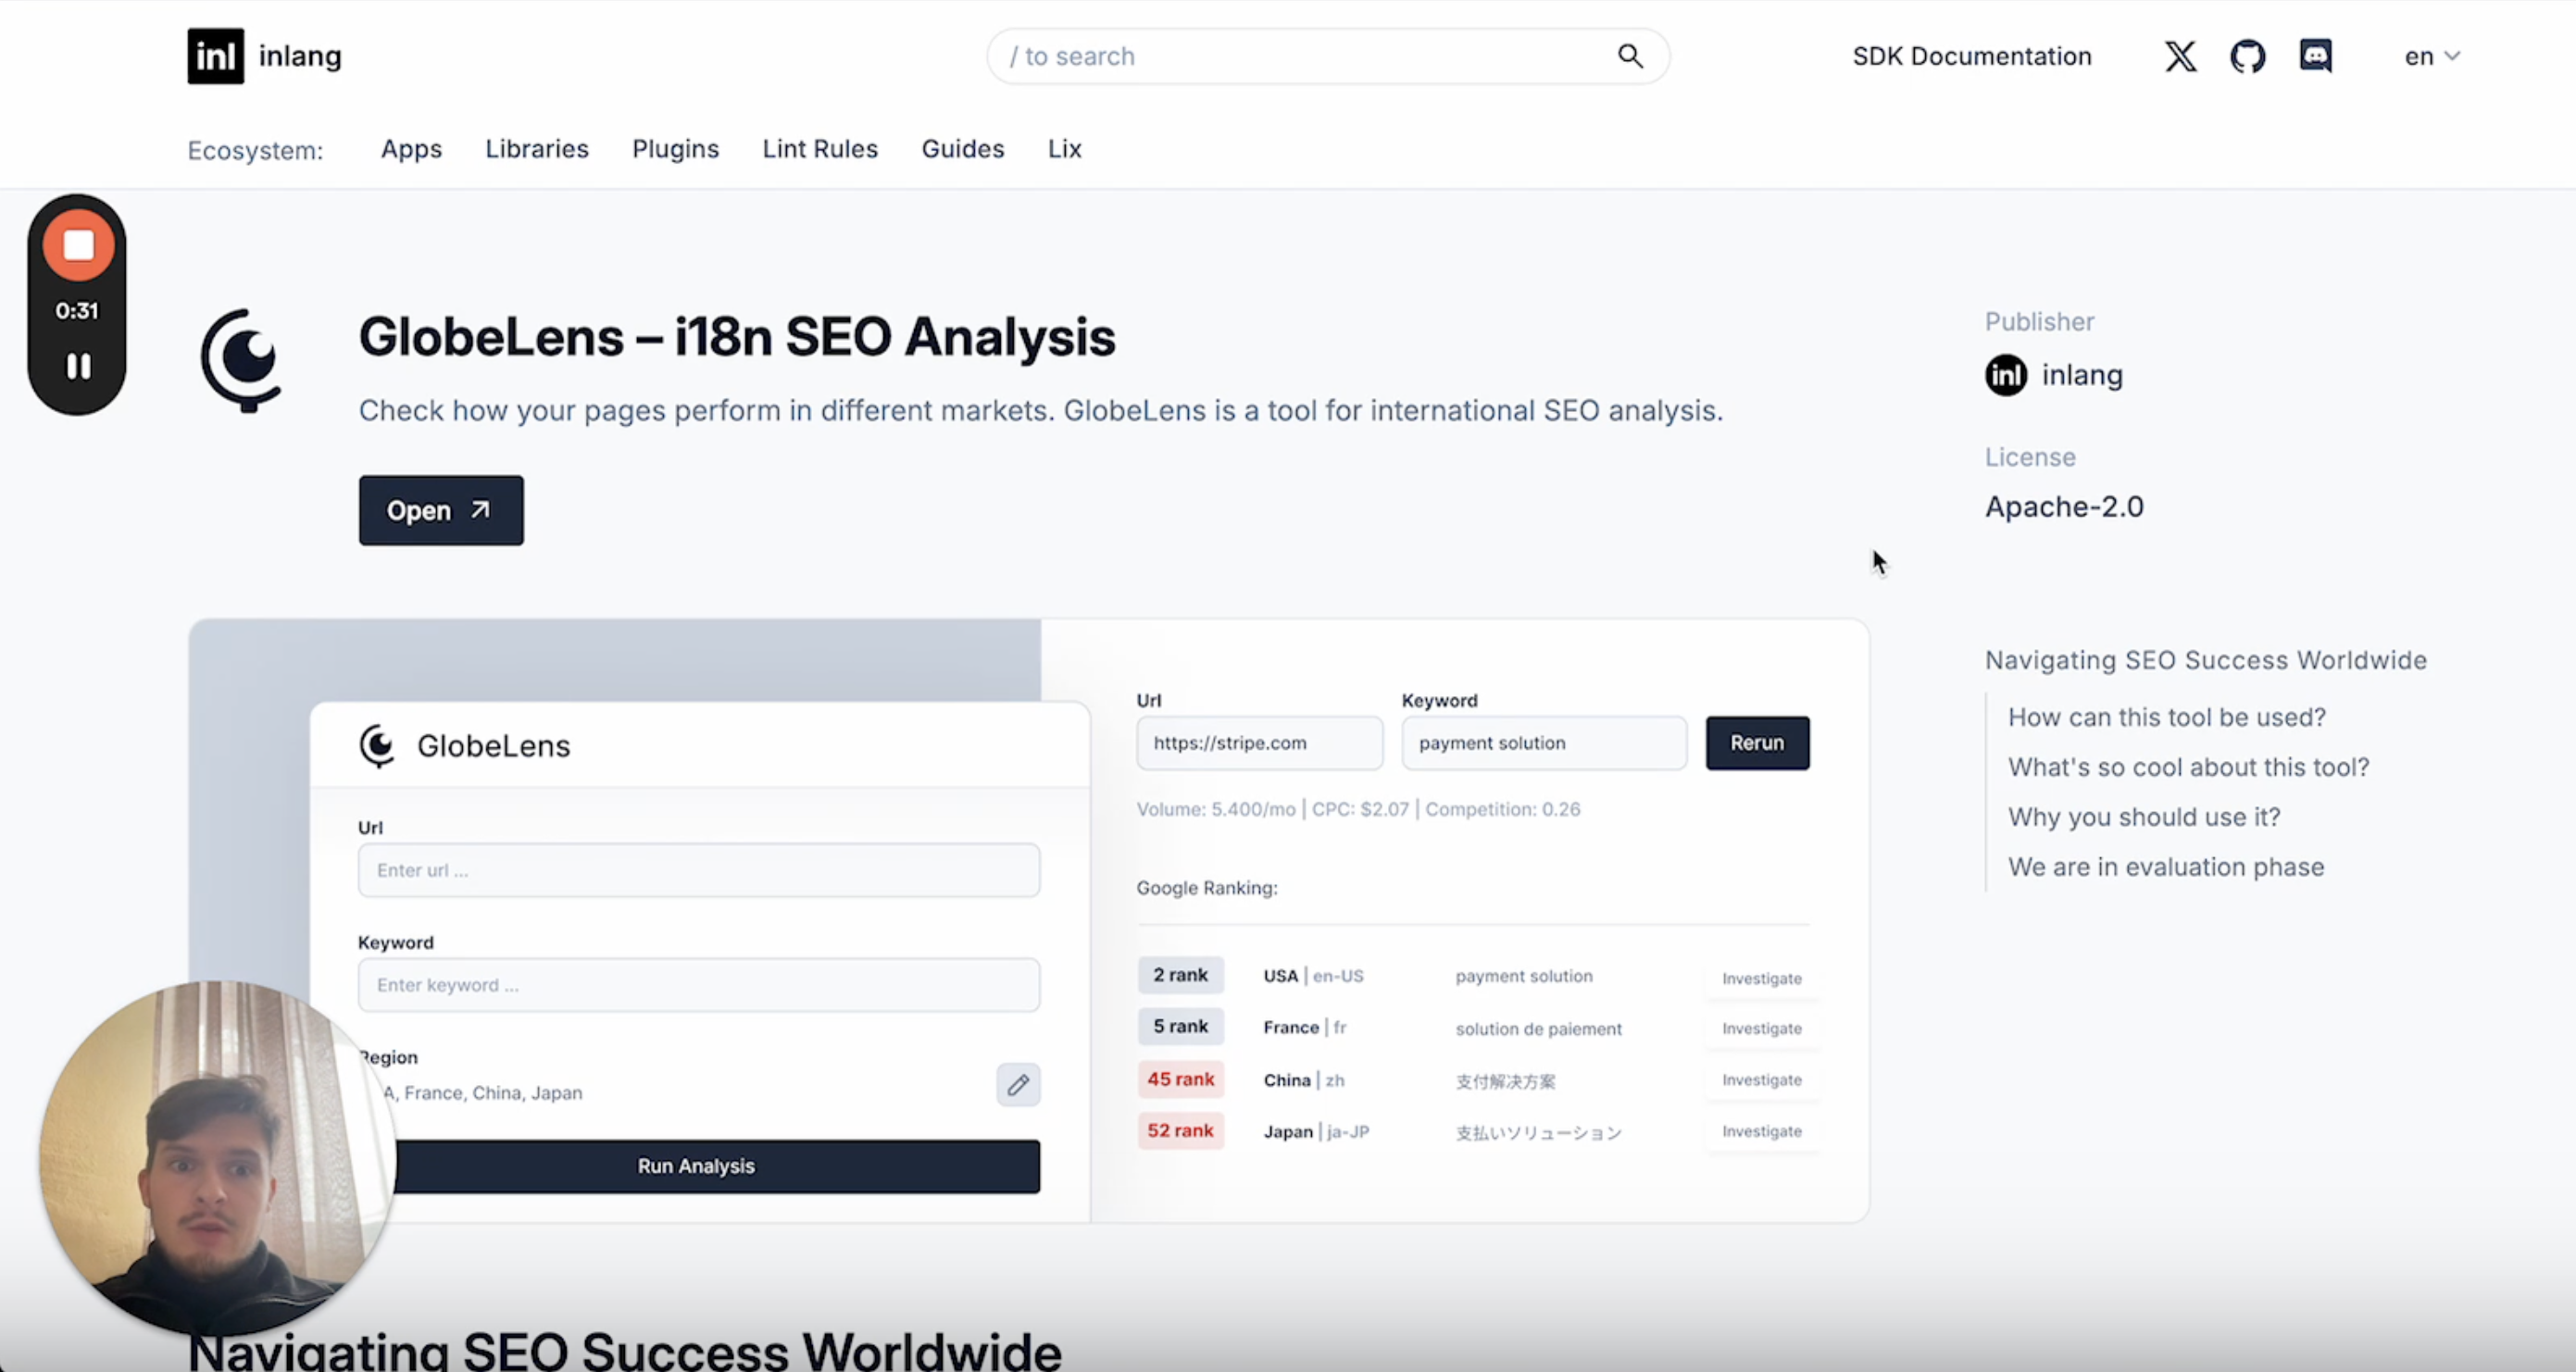 inl inlang
/ to search
SDK Documentation
en
Ecosystem:
Apps
Libraries
Plugins
Lint Rules
Guides
Lix
0:31
GlobeLens – i18n SEO Analysis
Check how your pages perform in different markets. GlobeLens is a tool for international SEO analysis.
Open
Publisher
inl inlang
License
Apache-2.0
Navigating SEO Success Worldwide
How can this tool be used?
What's so cool about this tool?
Why you should use it?
We are in evaluation phase
GlobeLens
Url
Enter url ...
Keyword
Enter keyword ...
Region
A, France, China, Japan
Run Analysis
Url
https://stripe.com
Keyword
payment solution
Rerun
Volume: 5.400/mo | CPC: $2.07 | Competition: 0.26
Google Ranking:
2 rank USA | en-US payment solution Investigate
5 rank France | fr solution de paiement Investigate
45 rank China | zh 支付解决方案 Investigate
52 rank Japan | ja-JP 支払いソリューション Investigate
Navigating SEO Success Worldwide